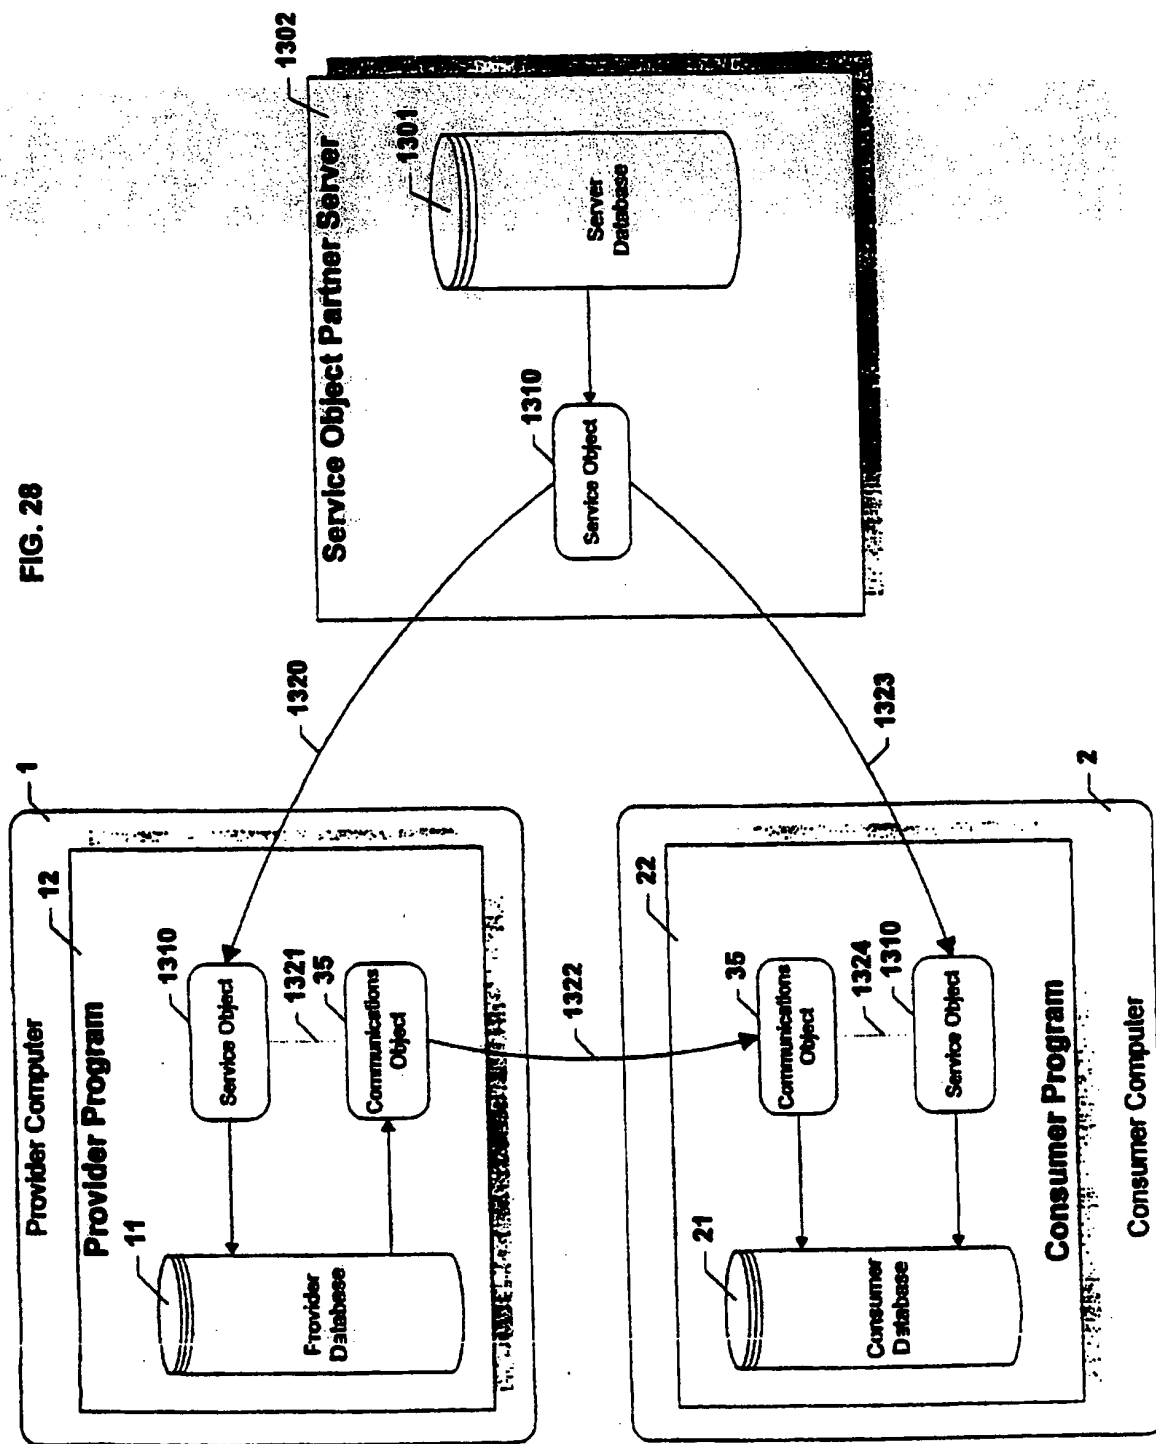 FIG. 28
Provider Computer
1
Provider Program
12
11
Provider
Database
1310
Service Object
1321
35
Communications
Object
1320
1322
Service Object Partner Server
1302
1301
Server
Database
1310
Service Object
1323
2
22
35
Communications
Object
1324
1310
Service Object
21
Consumer
Database
Consumer Program
Consumer Computer